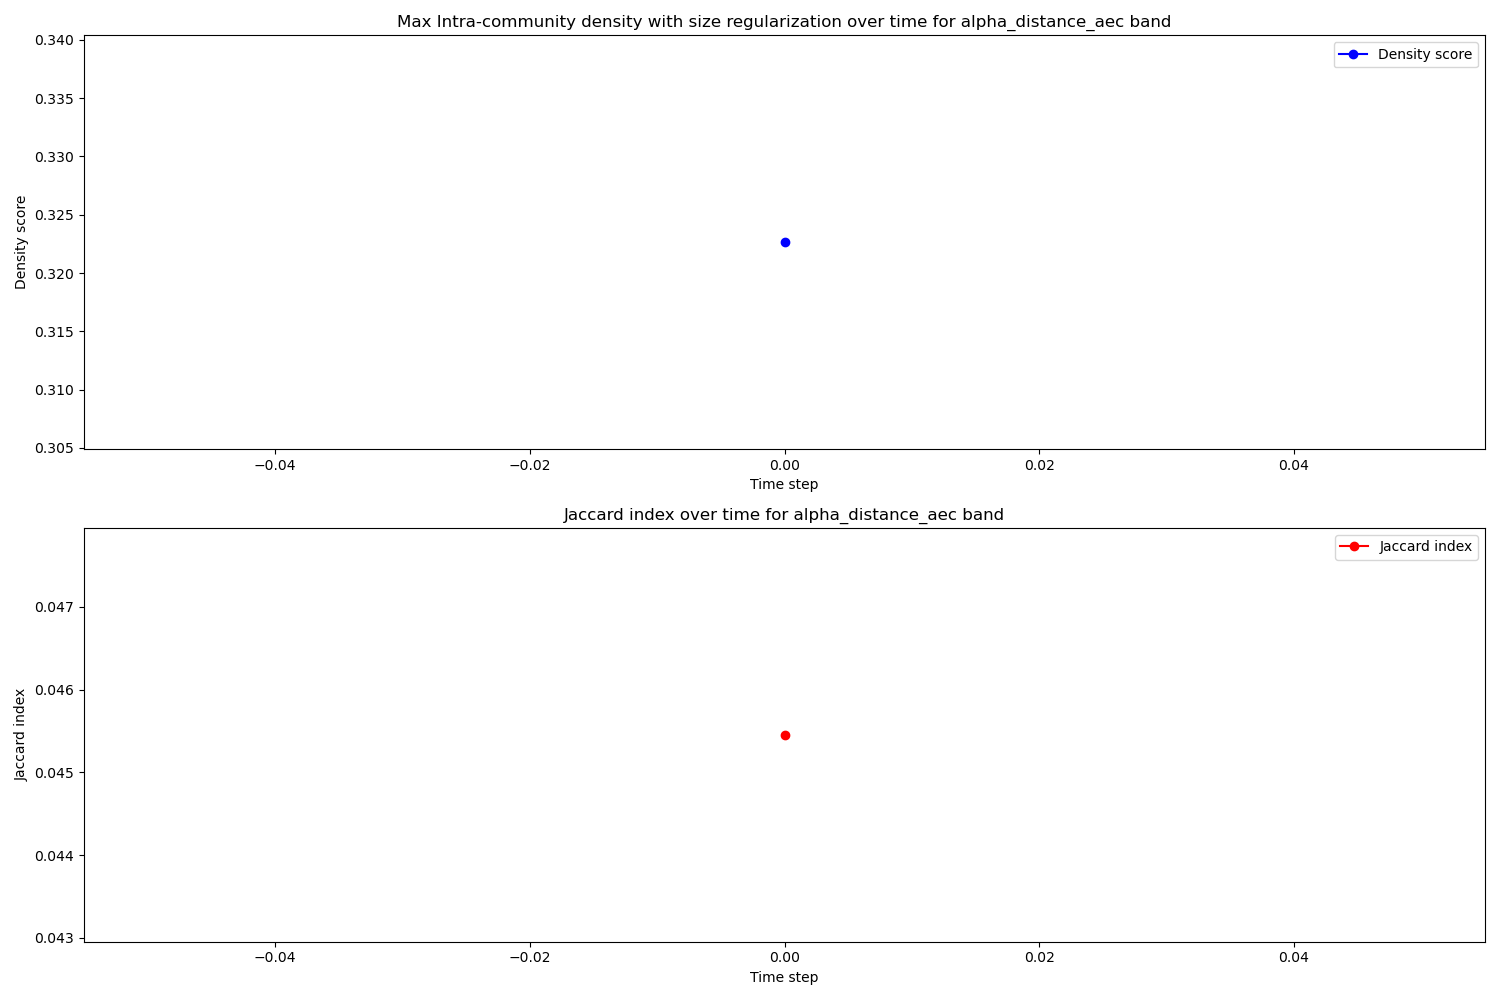 Max Intra-community density with size regularization over time for alpha_distance_aec band
0.340
0.335
0.330
0.325
0.320
0.315
0.310
0.305
Density score
Density score
−0.04
−0.02
0.00
0.02
0.04
Time step
Jaccard index over time for alpha_distance_aec band
0.047
0.046
0.045
0.044
0.043
Jaccard index
Jaccard index
−0.04
−0.02
0.00
0.02
0.04
Time step